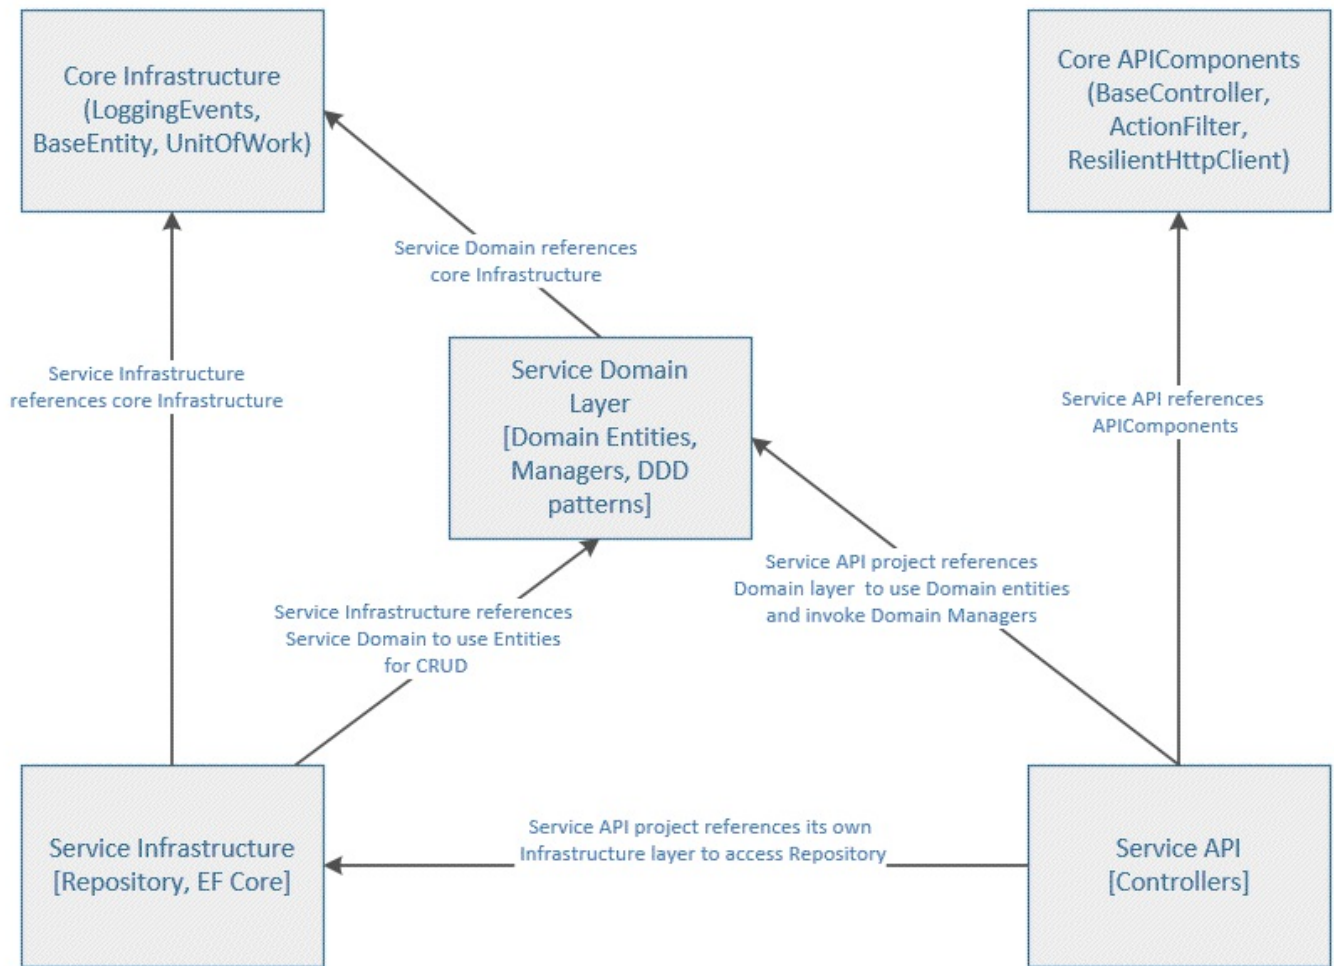 Core Infrastructure
(LoggingEvents,
BaseEntity, UnitOfWork)
Core APIComponents
(BaseController,
ActionFilter,
ResilientHttpClient)
Service Domain references
core Infrastructure
Service Infrastructure
references core Infrastructure
Service Domain
Layer
[Domain Entities,
Managers, DDD
patterns]
Service API references
APIComponents
Service API project references
Domain layer  to use Domain entities
and invoke Domain Managers
Service Infrastructure references
Service Domain to use Entities
for CRUD
Service API project references its own
Infrastructure layer to access Repository
Service Infrastructure
[Repository, EF Core]
Service API
[Controllers]